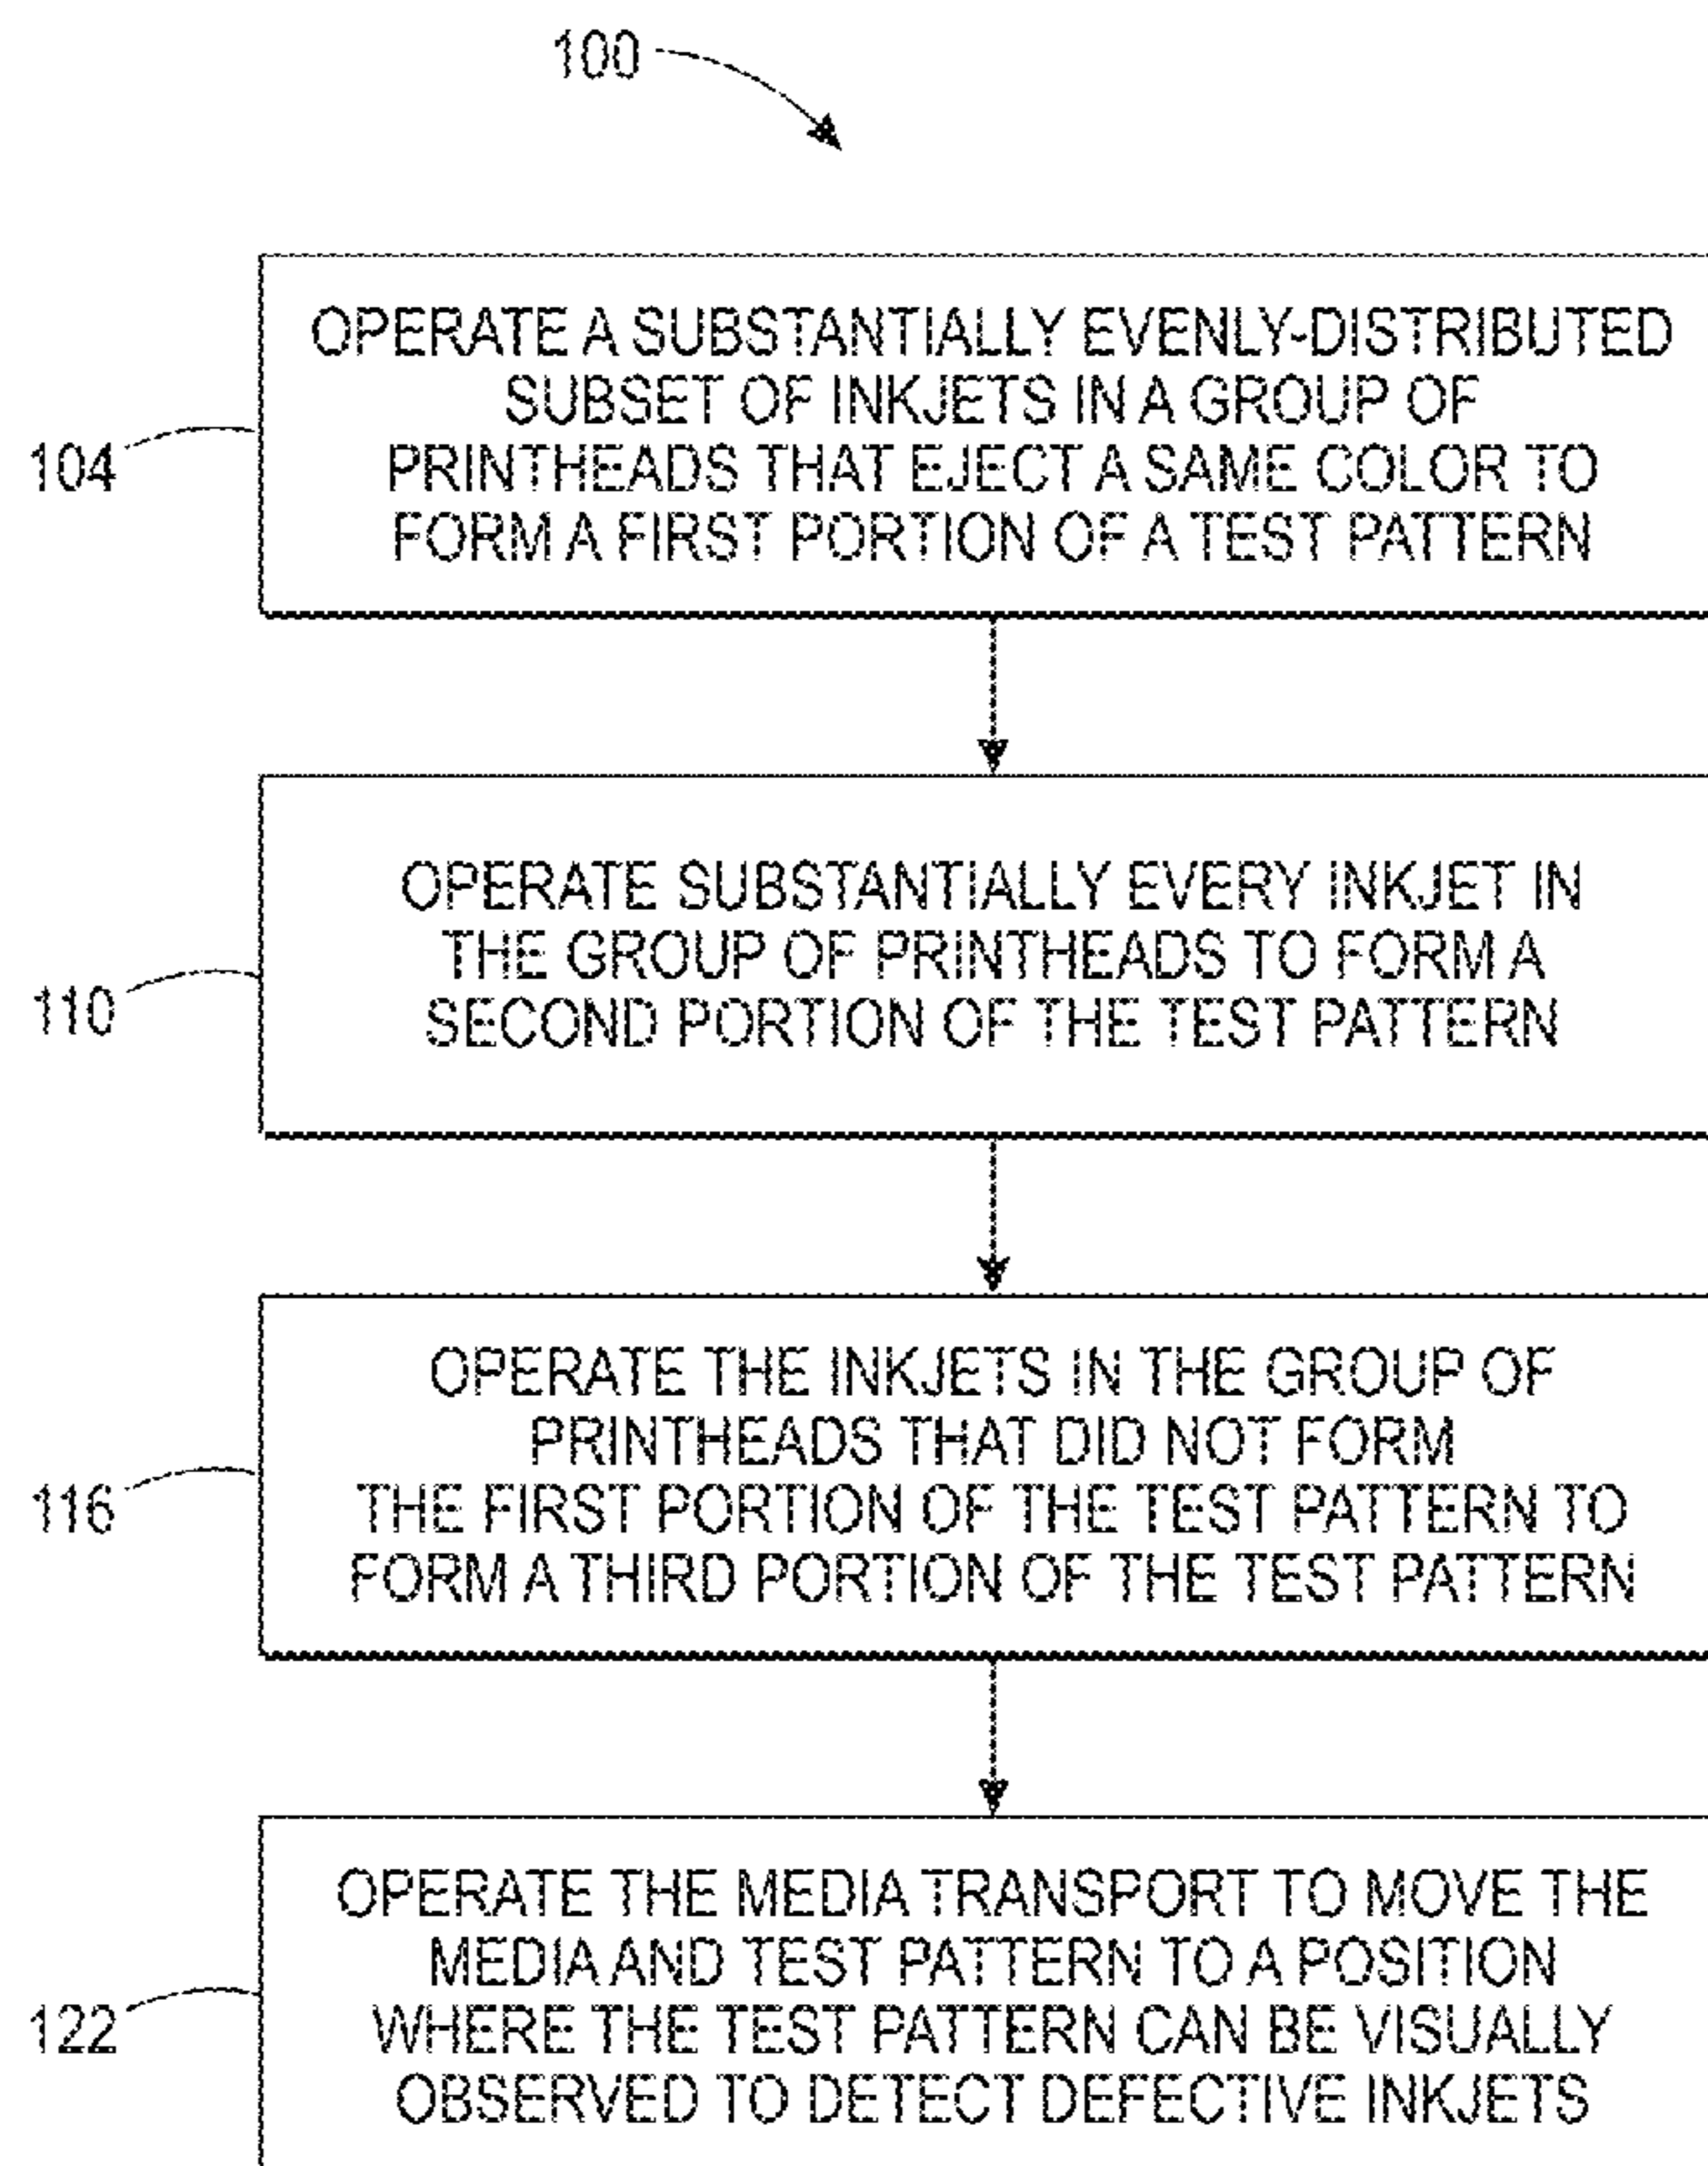 100
104
OPERATE A SUBSTANTIALLY EVENLY-DISTRIBUTED
SUBSET OF INKJETS IN A GROUP OF
PRINTHEADS THAT EJECT A SAME COLOR TO
FORM A FIRST PORTION OF A TEST PATTERN
110
OPERATE SUBSTANTIALLY EVERY INKJET IN
THE GROUP OF PRINTHEADS TO FORM A
SECOND PORTION OF THE TEST PATTERN
116
OPERATE THE INKJETS IN THE GROUP OF
PRINTHEADS THAT DID NOT FORM
THE FIRST PORTION OF THE TEST PATTERN TO
FORM A THIRD PORTION OF THE TEST PATTERN
122
OPERATE THE MEDIA TRANSPORT TO MOVE THE
MEDIA AND TEST PATTERN TO A POSITION
WHERE THE TEST PATTERN CAN BE VISUALLY
OBSERVED TO DETECT DEFECTIVE INKJETS